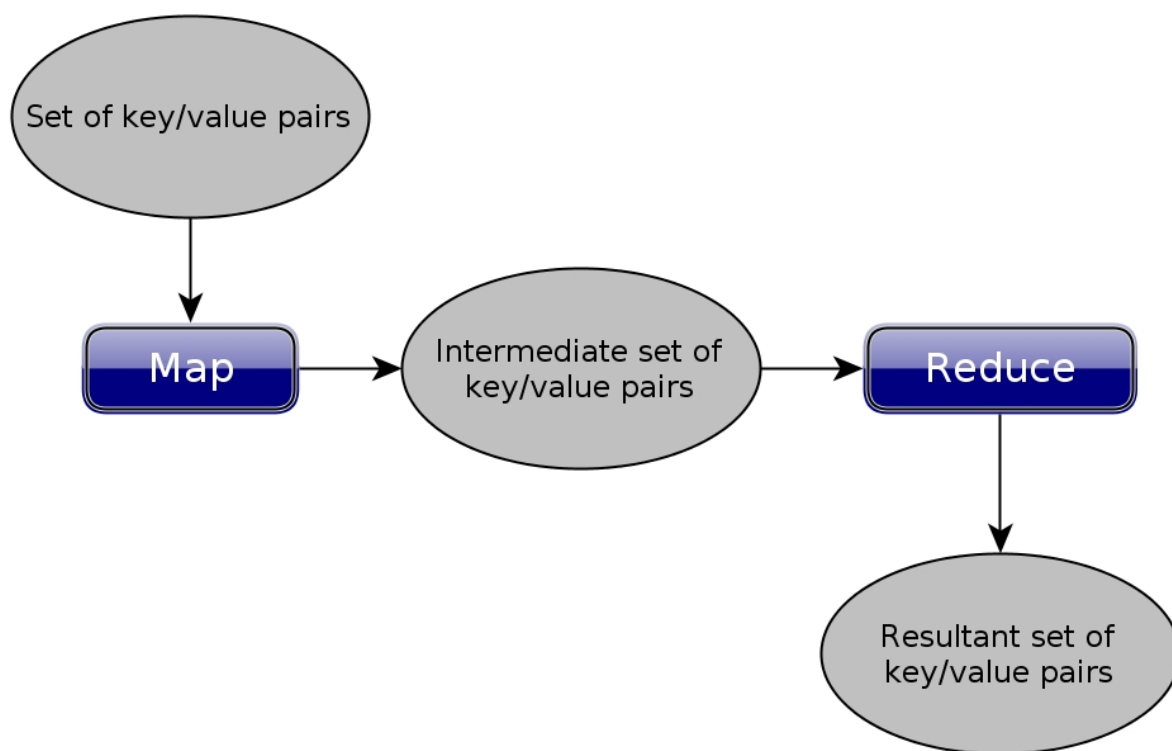 Set of key/value pairs
Map
Intermediate set of
key/value pairs
Reduce
Resultant set of
key/value pairs